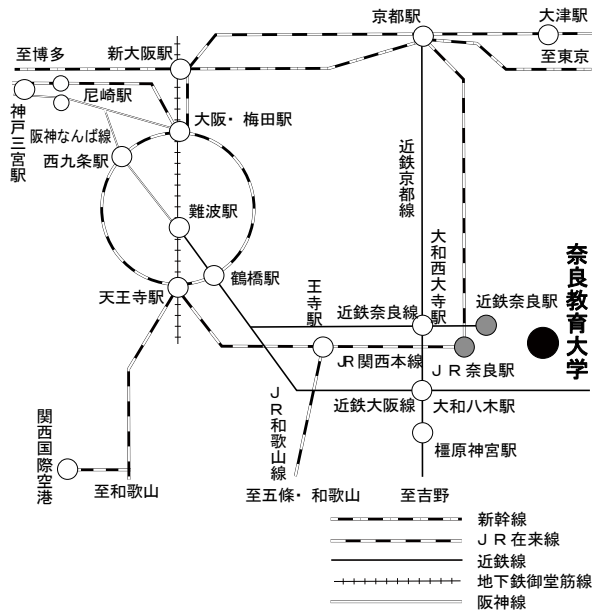 京都駅
大津駅
至博多
新大阪駅
至東京
尼崎駅
神戸三宮駅
大阪・梅田駅
阪神なんば線
西九条駅
近鉄京都線
難波駅
大和西大寺駅
奈良教育大学
鶴橋駅
天王寺駅
王寺駅
近鉄奈良線
近鉄奈良駅
JR関西本線
JR奈良駅
JR和歌山線
近鉄大阪線
大和八木駅
関西国際空港
橿原神宮駅
至和歌山
至五條・和歌山
至吉野
新幹線
JR在来線
近鉄線
地下鉄御堂筋線
阪神線